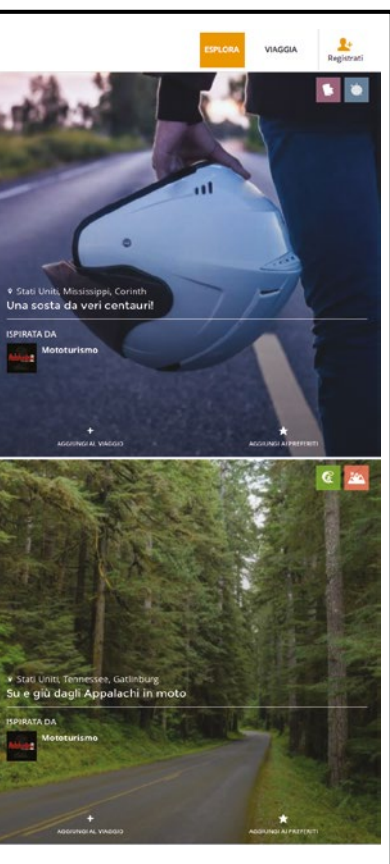 ESPLORA
VIAGGIA
Registrati
Stati Uniti, Mississippi, Corinth
Una sosta da veri centauri!
ISPIRATA DA
Mototurismo
AGGIUNGI AL VIAGGIO
AGGIUNGI AI PREFERITI
Stati Uniti, Tennessee, Gatlinburg
Su e giù dagli Appalachi in moto
ISPIRATA DA
Mototurismo
AGGIUNGI AL VIAGGIO
AGGIUNGI AI PREFERITI